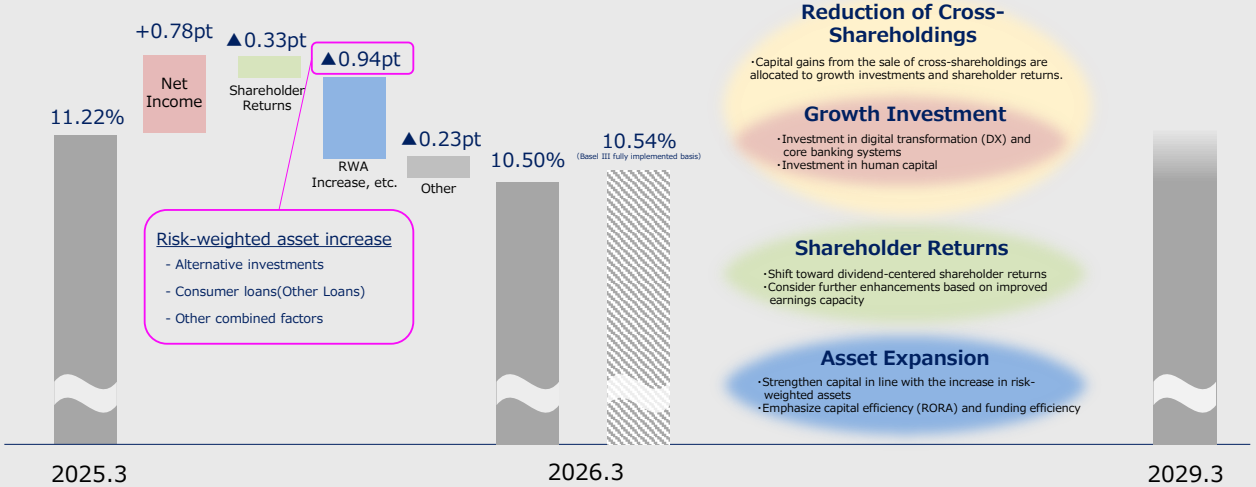 11.22%
+0.78pt
Net
Income
▲0.33pt
Shareholder
Returns
▲0.94pt
RWA
Increase, etc.
▲0.23pt
Other
10.50%
10.54%
(Basel III fully implemented basis)
Risk-weighted asset increase
- Alternative investments
- Consumer loans(Other Loans)
- Other combined factors
Reduction of Cross-
Shareholdings
・Capital gains from the sale of cross-shareholdings are
allocated to growth investments and shareholder returns.
Growth Investment
・Investment in digital transformation (DX) and
core banking systems
・Investment in human capital
Shareholder Returns
・Shift toward dividend-centered shareholder returns
・Consider further enhancements based on improved
earnings capacity
Asset Expansion
・Strengthen capital in line with the increase in risk-
weighted assets
・Emphasize capital efficiency (RORA) and funding efficiency
2025.3
2026.3
2029.3